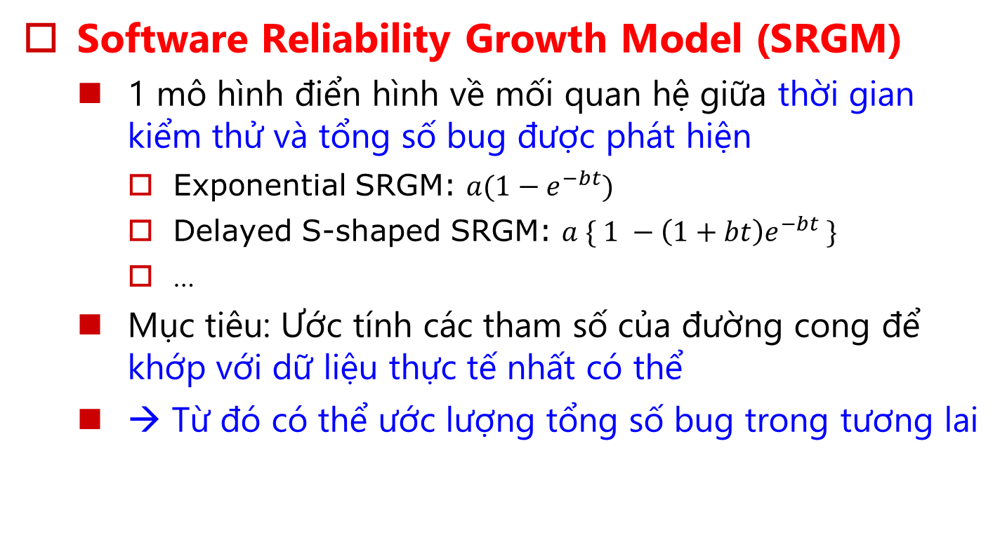 Software Reliability Growth Model (SRGM)
1 mô hình điển hình về mối quan hệ giữa thời gian
kiểm thử và tổng số bug được phát hiện
Exponential SRGM: a(1 − e^{−bt})
Delayed S-shaped SRGM: a { 1 − (1 + bt)e^{−bt} }
...
Mục tiêu: Ước tính các tham số của đường cong để
khớp với dữ liệu thực tế nhất có thể
→ Từ đó có thể ước lượng tổng số bug trong tương lai